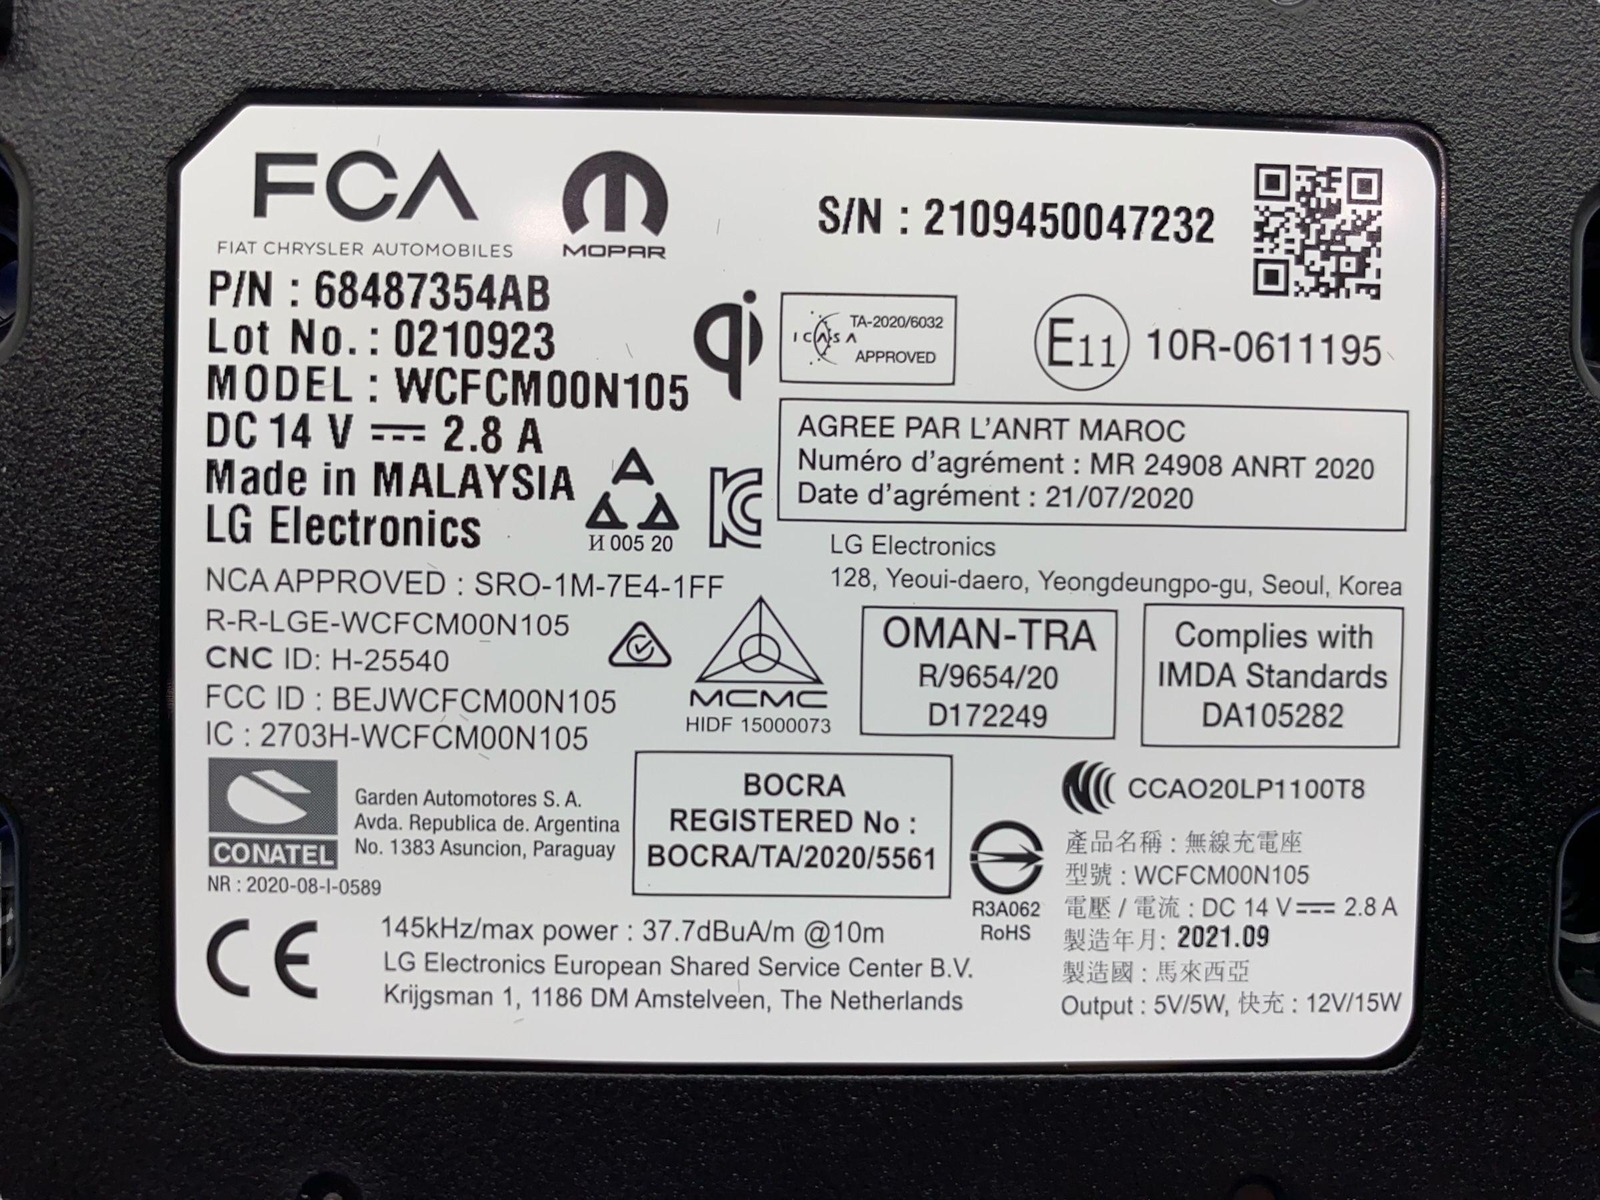 FCA
FIAT CHRYSLER AUTOMOBILES
MOPAR
S/N : 2109450047232
P/N : 68487354AB
Lot No. : 0210923
MODEL : WCFCM00N105
DC 14 V ⎓ 2.8 A
Made in MALAYSIA
LG Electronics
qi
ICASA
TA-2020/6032
APPROVED
E11 10R-0611195
AGREE PAR L'ANRT MAROC
Numéro d'agrément : MR 24908 ANRT 2020
Date d'agrément : 21/07/2020
И 005 20
LG Electronics
128, Yeoui-daero, Yeongdeungpo-gu, Seoul, Korea
NCA APPROVED : SRO-1M-7E4-1FF
R-R-LGE-WCFCM00N105
CNC ID: H-25540
FCC ID : BEJWCFCM00N105
IC : 2703H-WCFCM00N105
MCMC
HIDF 15000073
OMAN-TRA
R/9654/20
D172249
Complies with
IMDA Standards
DA105282
CONATEL
NR : 2020-08-I-0589
Garden Automotores S. A.
Avda. Republica de. Argentina
No. 1383 Asuncion, Paraguay
BOCRA
REGISTERED No :
BOCRA/TA/2020/5561
CCAO20LP1100T8
R3A062
RoHS
產品名稱 : 無線充電座
型號 : WCFCM00N105
電壓 / 電流 : DC 14 V ⎓ 2.8 A
製造年月: 2021.09
製造國 : 馬來西亞
Output : 5V/5W, 快充 : 12V/15W
CE
145kHz/max power : 37.7dBuA/m @10m
LG Electronics European Shared Service Center B.V.
Krijgsman 1, 1186 DM Amstelveen, The Netherlands